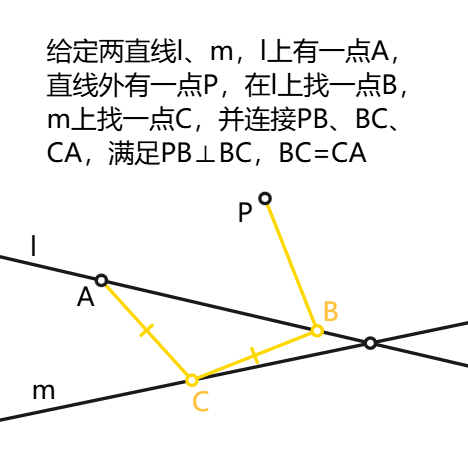 给定两直线l、m，l上有一点A，
直线外有一点P，在l上找一点B，
m上找一点C，并连接PB、BC、
CA，满足PB⊥BC，BC=CA
P
l
A
B
m
C